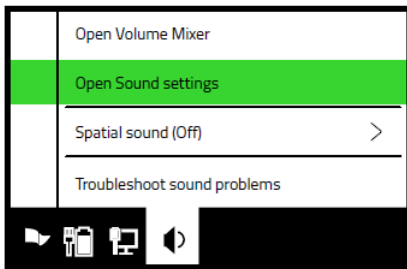 Open Volume Mixer
Open Sound settings
Spatial sound (Off)
Troubleshoot sound problems